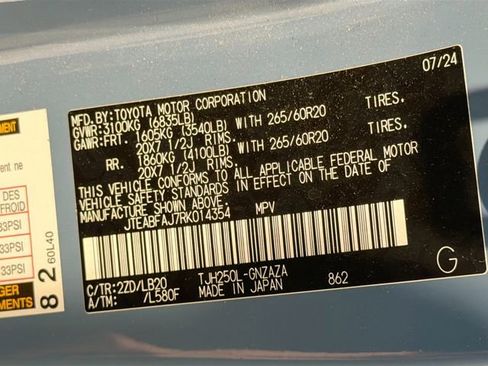 07/24
MFD.BY:TOYOTA MOTOR CORPORATION
GVWR:3100KG (6835LB)
GAWR:FRT. 1605KG (3540LB) WITH 265/60R20 TIRES.
20X7 1/2J RIMS.
RR. 1860KG (4100LB) WITH 265/60R20 TIRES.
20X7 1/2J RIMS.
THIS VEHICLE CONFORMS TO ALL APPLICABLE FEDERAL MOTOR
VEHICLE SAFETY STANDARDS IN EFFECT ON THE DATE OF
MANUFACTURE SHOWN ABOVE.
JTEABFAJ7RK014354 MPV
C/TR:2ZD/LB20 TJH250L-GNZAZA
A/TM: /L580F MADE IN JAPAN 862
G
DES
FROID
33PSI
33PSI
33PSI
82
60L40